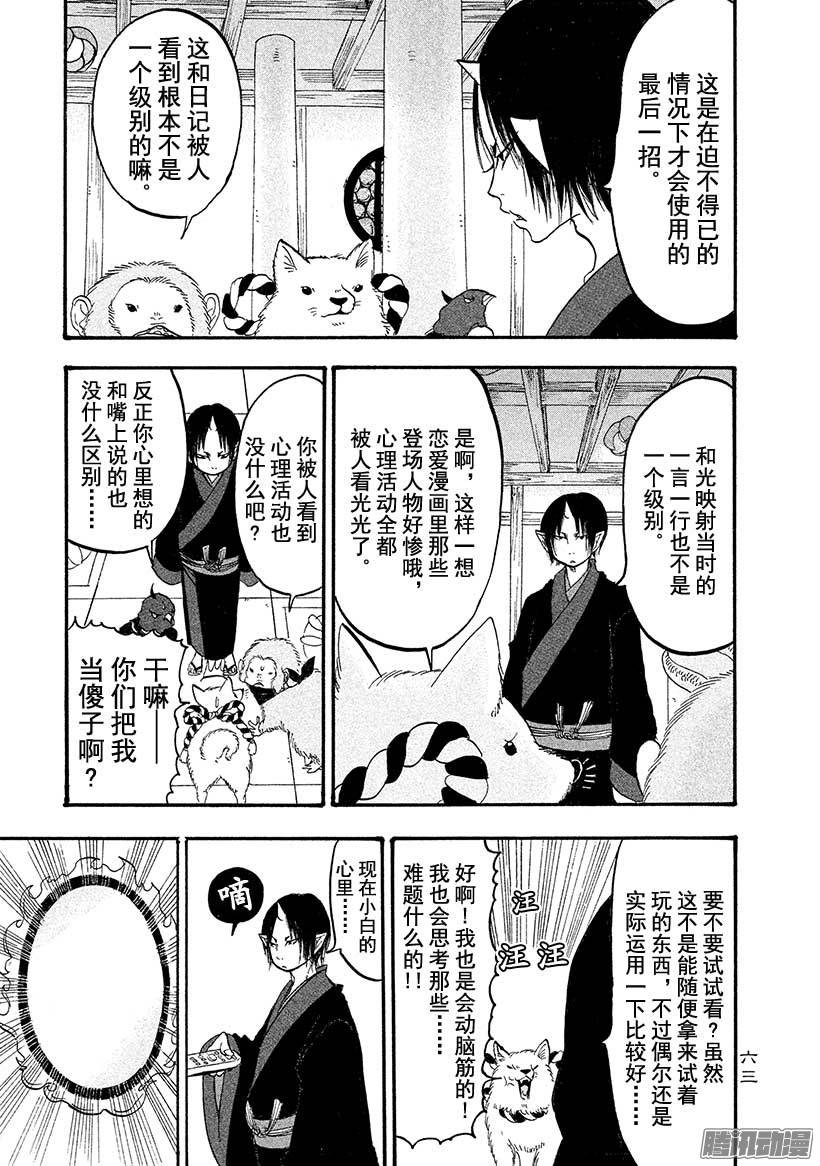 这是在迫不得已的
情况下才会使用的
最后一招。
这和日记被人
看到根本不是
一个级别的嘛。
和光映射当时的
一言一行也不是
一个级别。
是啊，这样一想
恋爱漫画里那些
登场人物好惨哦，
心理活动全都
被人看光光了。
你被人看到
心理活动也
没什么吧？
反正你心里想的
和嘴上说的也
没什么区别……
干嘛——
你们把我
当傻子啊？
要不要试试看？虽然
这不是能随便拿来试着
玩的东西，不过偶尔还是
实际运用一下比较好……
汪
汪
汪
好啊！我也是会动脑筋的！
我也会思考那些……
难题什么的!!
现在小白的
心里……
嘀
六三
腾讯动漫